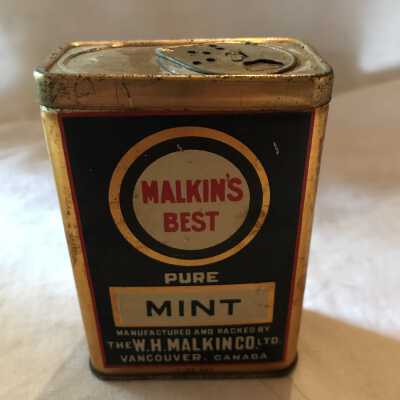 MALKIN'S
BEST
PURE
MINT
MANUFACTURED AND PACKED BY
THE W.H. MALKIN CO. LTD.
VANCOUVER, CANADA